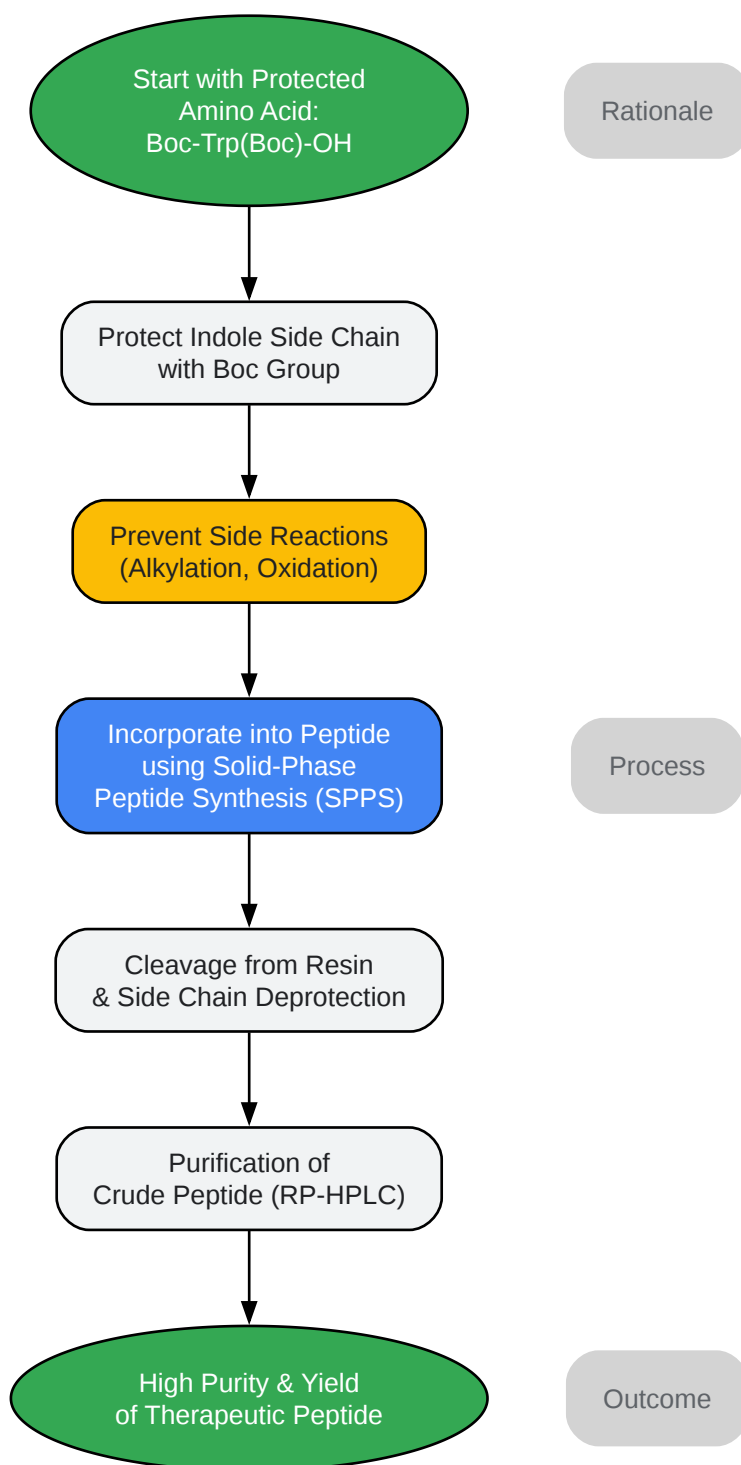 Start with Protected
Amino Acid:
Boc-Trp(Boc)-OH
Rationale
Protect Indole Side Chain
with Boc Group
Prevent Side Reactions
(Alkylation, Oxidation)
Incorporate into Peptide
using Solid-Phase
Peptide Synthesis (SPPS)
Process
Cleavage from Resin
& Side Chain Deprotection
Purification of
Crude Peptide (RP-HPLC)
High Purity & Yield
of Therapeutic Peptide
Outcome